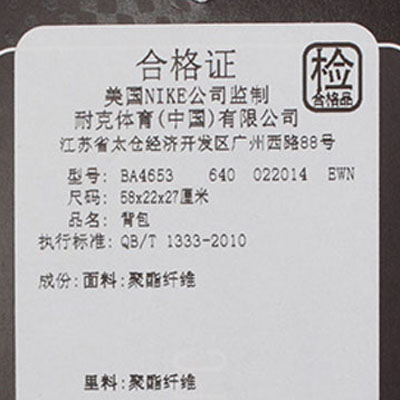 合格证
检
合格品
美国NIKE公司监制
耐克体育(中国)有限公司
江苏省太仓经济开发区广州西路88号
型号: BA4653 640 022014 EWN
尺码: 58x22x27厘米
品名: 背包
执行标准: QB/T 1333-2010
成份: 面料: 聚酯纤维
里料: 聚酯纤维